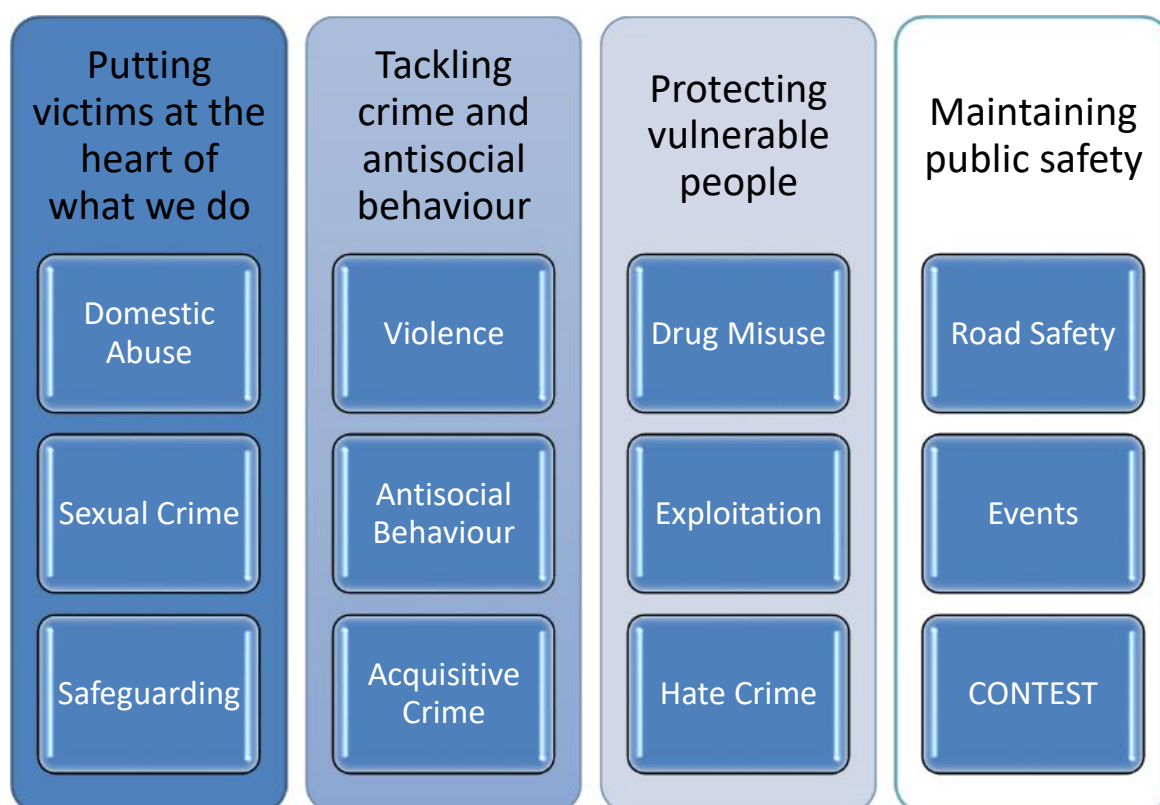 Putting
victims at the
heart of
what we do
Domestic
Abuse
Sexual Crime
Safeguarding
Tackling
crime and
antisocial
behaviour
Violence
Antisocial
Behaviour
Acquisitive
Crime
Protecting
vulnerable
people
Drug Misuse
Exploitation
Hate Crime
Maintaining
public safety
Road Safety
Events
CONTEST